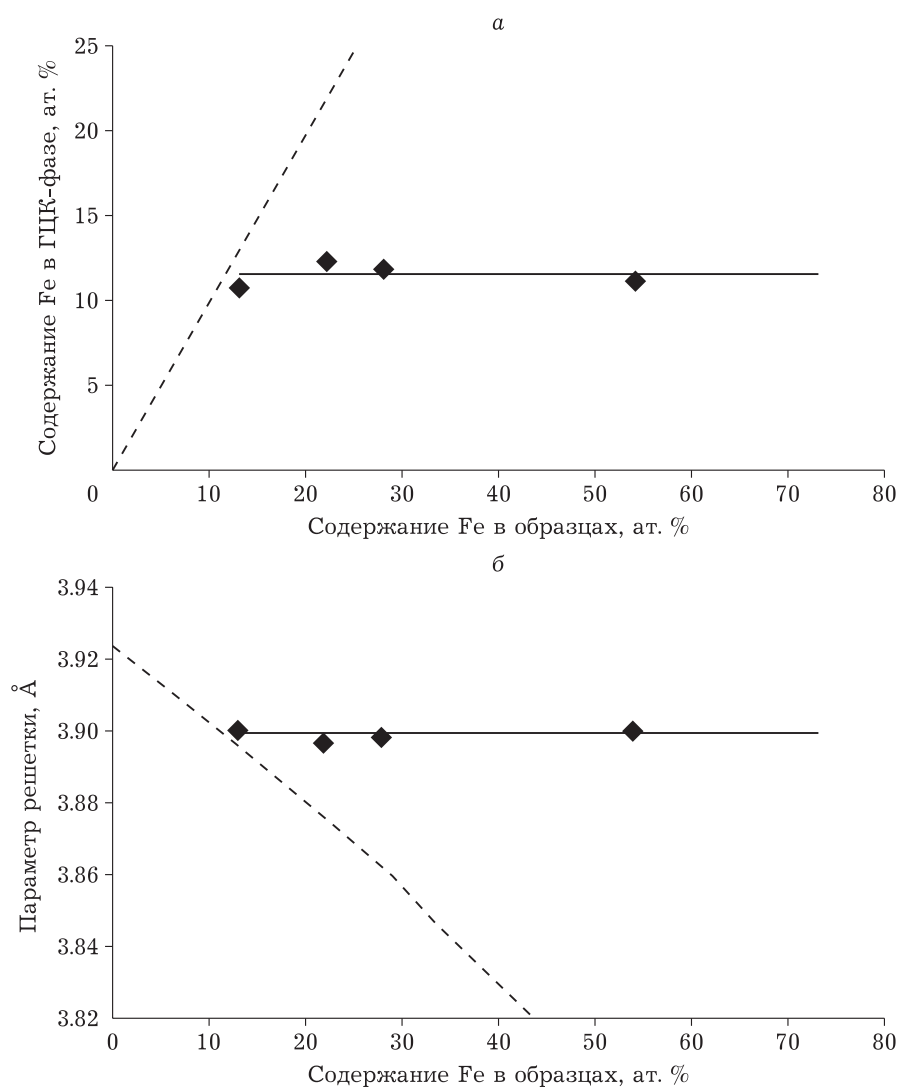 а
25
20
15
10
5
0
10 20 30 40 50 60 70 80
Содержание Fe в ГЦК-фазе, ат. %
Содержание Fe в образцах, ат. %
б
3.94
3.92
3.90
3.88
3.86
3.84
3.82
0 10 20 30 40 50 60 70 80
Параметр решетки, Å
Содержание Fe в образцах, ат. %